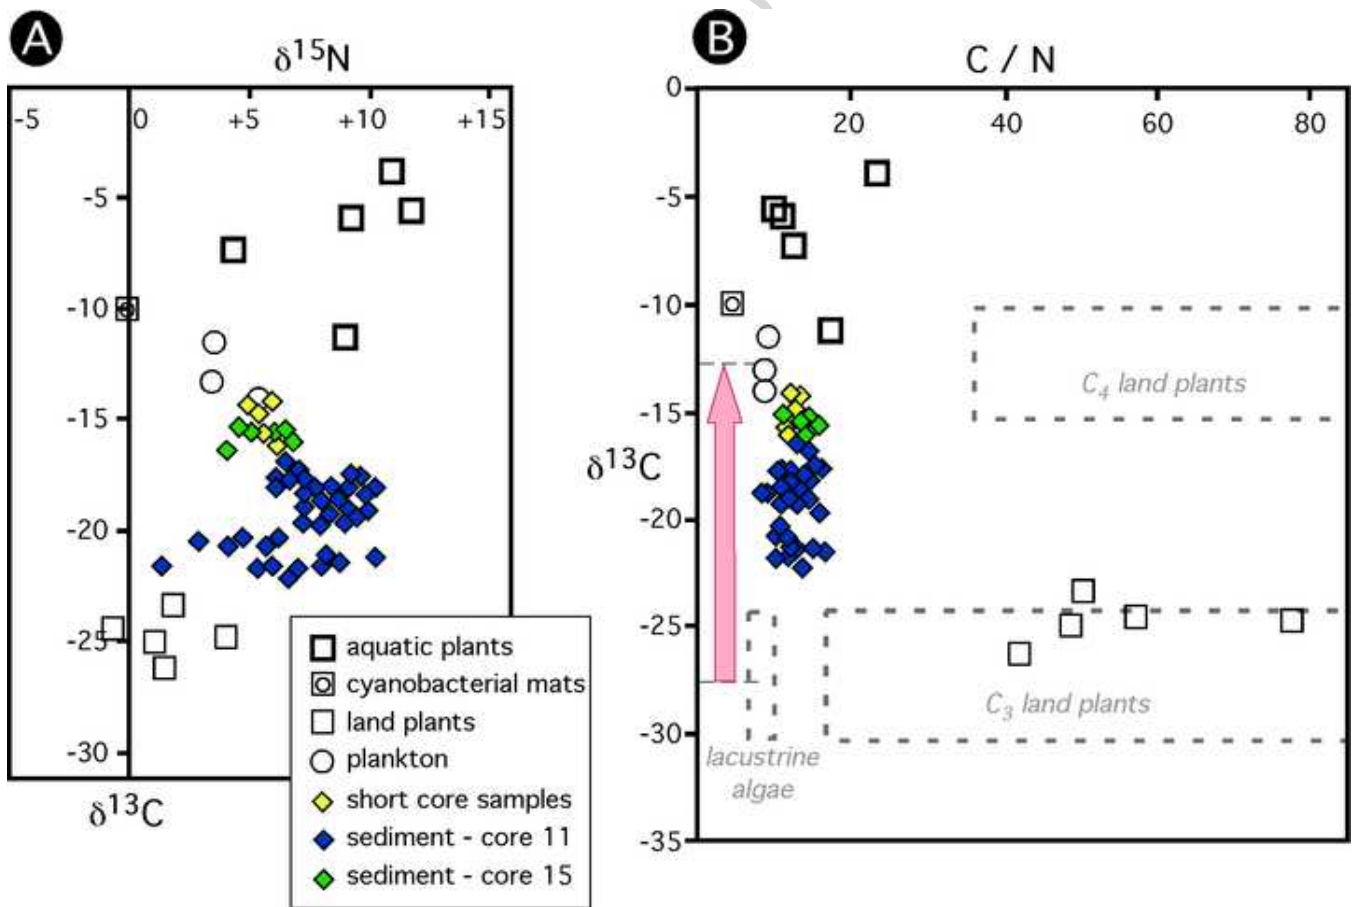 A
δ15N
-5 0 +5 +10 +15
-5
-10
-15
-20
-25
-30
δ13C
aquatic plants
cyanobacterial mats
land plants
plankton
short core samples
sediment - core 11
sediment - core 15
B
C / N
0
20 40 60 80
-5
-10
C4 land plants
-15
δ13C
-20
-25
C3 land plants
-30
lacustrine
algae
-35